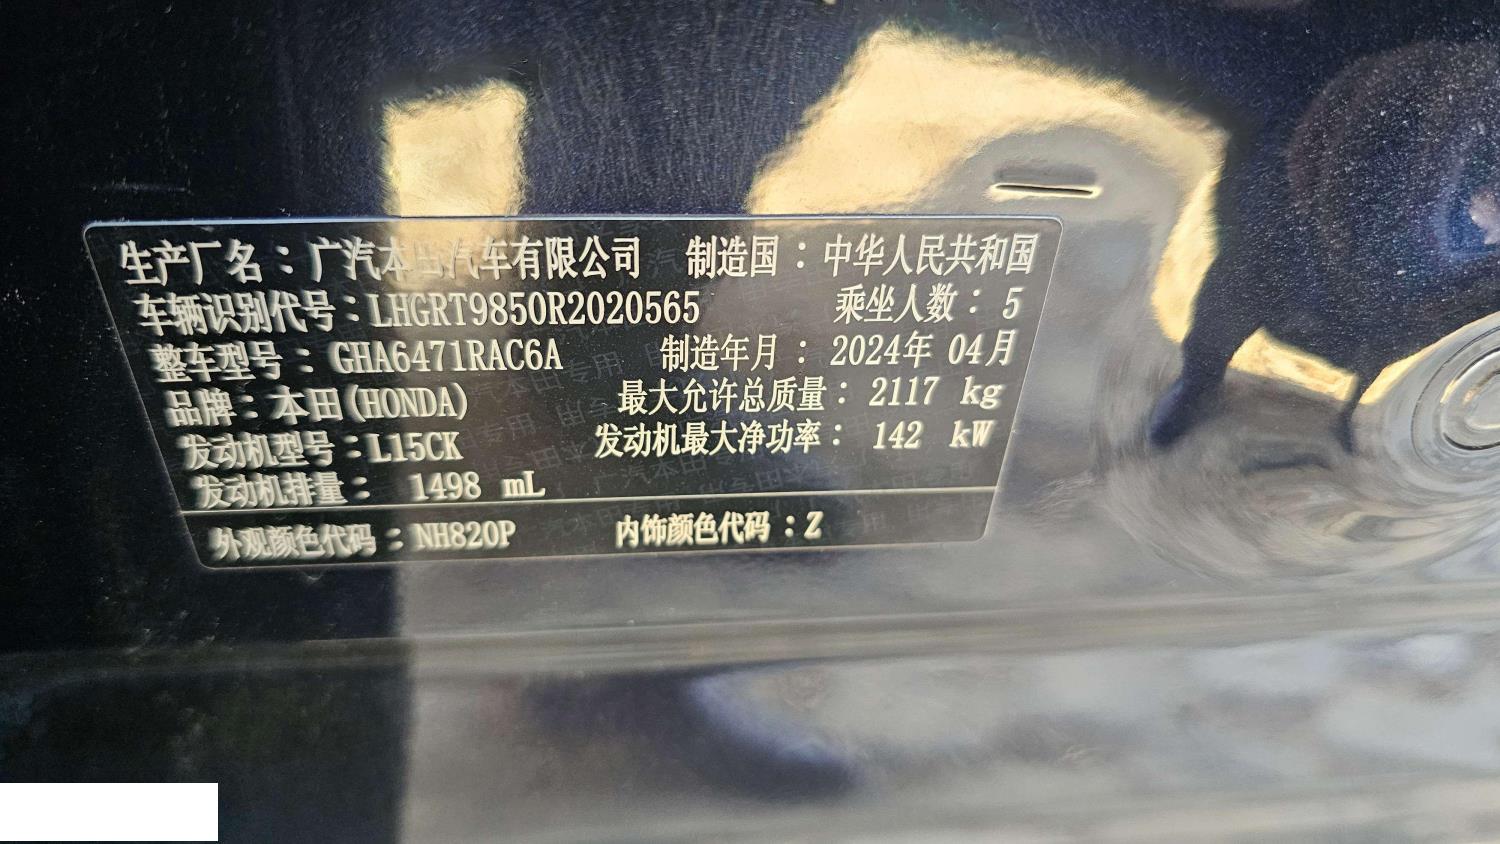 生产厂名：广汽本田汽车有限公司 制造国：中华人民共和国
车辆识别代号：LHGRT9850R2020565 乘坐人数：5
整车型号：GHA6471RAC6A 制造年月：2024年 04月
品牌：本田(HONDA) 最大允许总质量：2117 kg
发动机型号：L15CK 发动机最大净功率：142 kW
发动机排量：1498 mL
外观颜色代码：NH820P 内饰颜色代码：Z